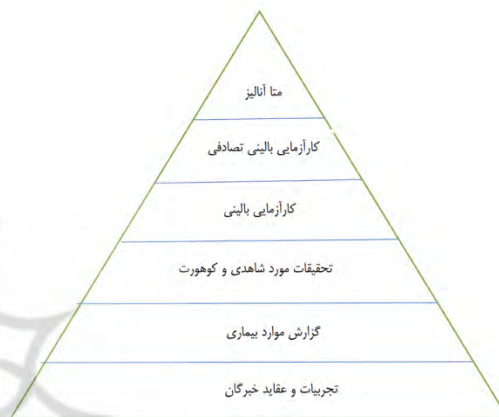 متا آنالیز
کارآزمایی بالینی تصادفی
کارآزمایی بالینی
تحقیقات مورد شاهدی و کوهورت
گزارش موارد بیماری
تجربیات و عقاید خبرگان